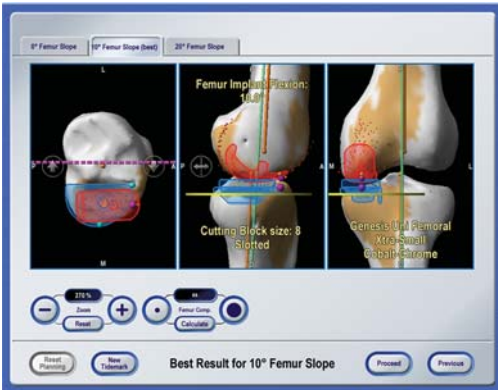 0° Femur Slope
10° Femur Slope (best)
20° Femur Slope
L
P
A
M
Femur Implant Flexion:
10.0°
P
A
Cutting Block size: 8
Slotted
M
L
Genesis Uni Femoral
Xtra-Small
Cobalt-Chrome
270 %
Zoom
Reset
Femur Comp.
Calculate
Reset
Planning
New
Tidemark
Best Result for 10° Femur Slope
Proceed
Previous